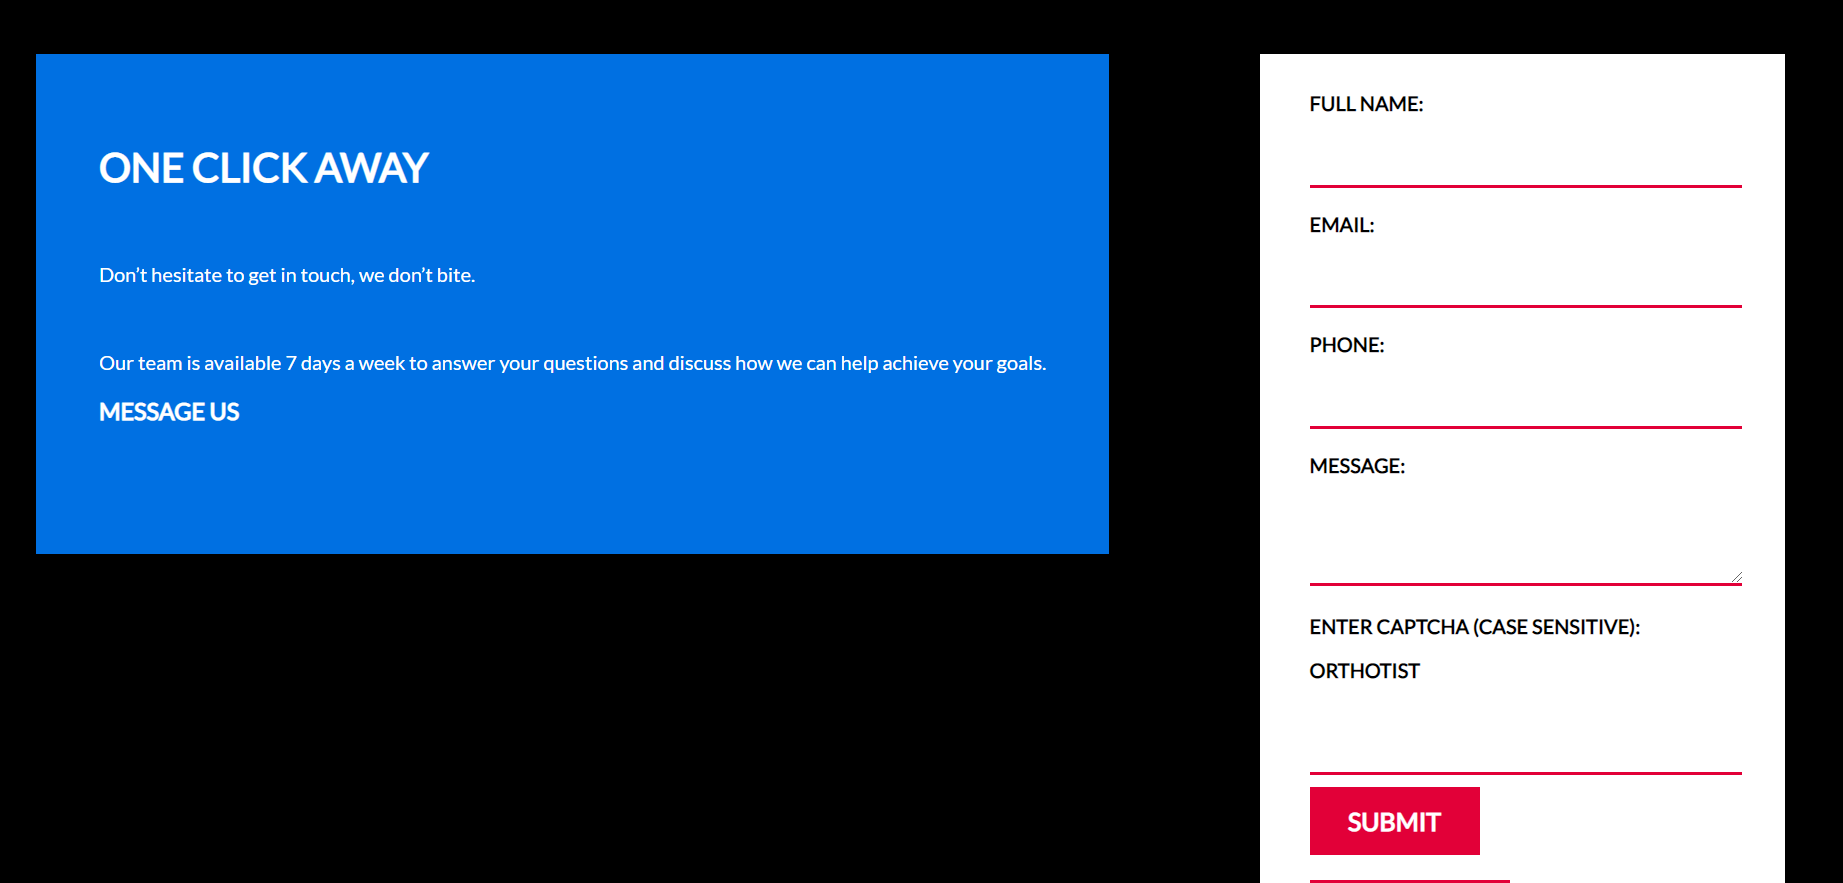 ONE CLICK AWAY
Don’t hesitate to get in touch, we don’t bite.
Our team is available 7 days a week to answer your questions and discuss how we can help achieve your goals.
MESSAGE US
FULL NAME:
EMAIL:
PHONE:
MESSAGE:
ENTER CAPTCHA (CASE SENSITIVE):
ORTHOTIST
SUBMIT